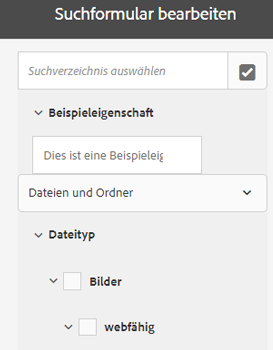 Suchformular bearbeiten
Suchverzeichnis auswählen
Beispieleigenschaft
Dies ist eine Beispieleig
Dateien und Ordner
Dateityp
Bilder
webfähig